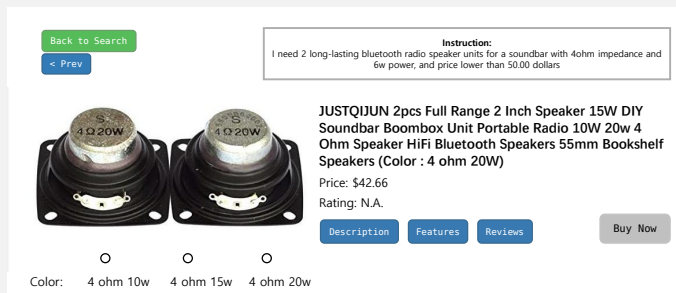 Back to Search
< Prev
Instruction:
I need 2 long-lasting bluetooth radio speaker units for a soundbar with 4ohm impedance and
6w power, and price lower than 50.00 dollars
S
4Ω20W
S
4Ω20W
JUSTQIJUN 2pcs Full Range 2 Inch Speaker 15W DIY
Soundbar Boombox Unit Portable Radio 10W 20w 4
Ohm Speaker HiFi Bluetooth Speakers 55mm Bookshelf
Speakers (Color : 4 ohm 20W)
Price: $42.66
Rating: N.A.
Description Features Reviews
Buy Now
Color: 4 ohm 10w 4 ohm 15w 4 ohm 20w